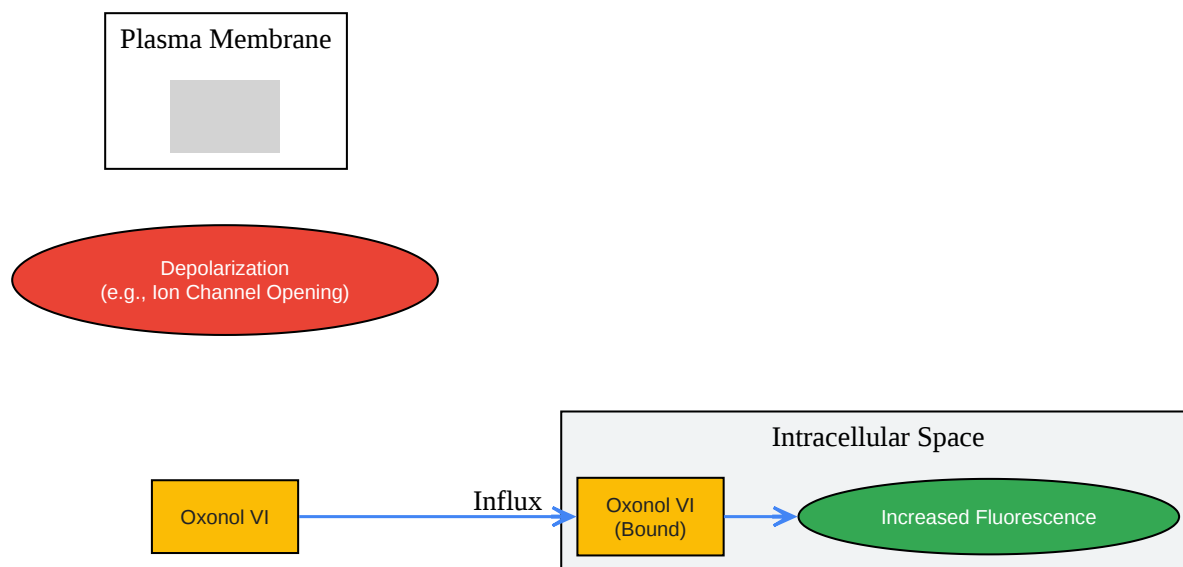 Plasma Membrane
Depolarization
(e.g., Ion Channel Opening)
Intracellular Space
Oxonol VI
Influx
Oxonol VI
(Bound)
Increased Fluorescence